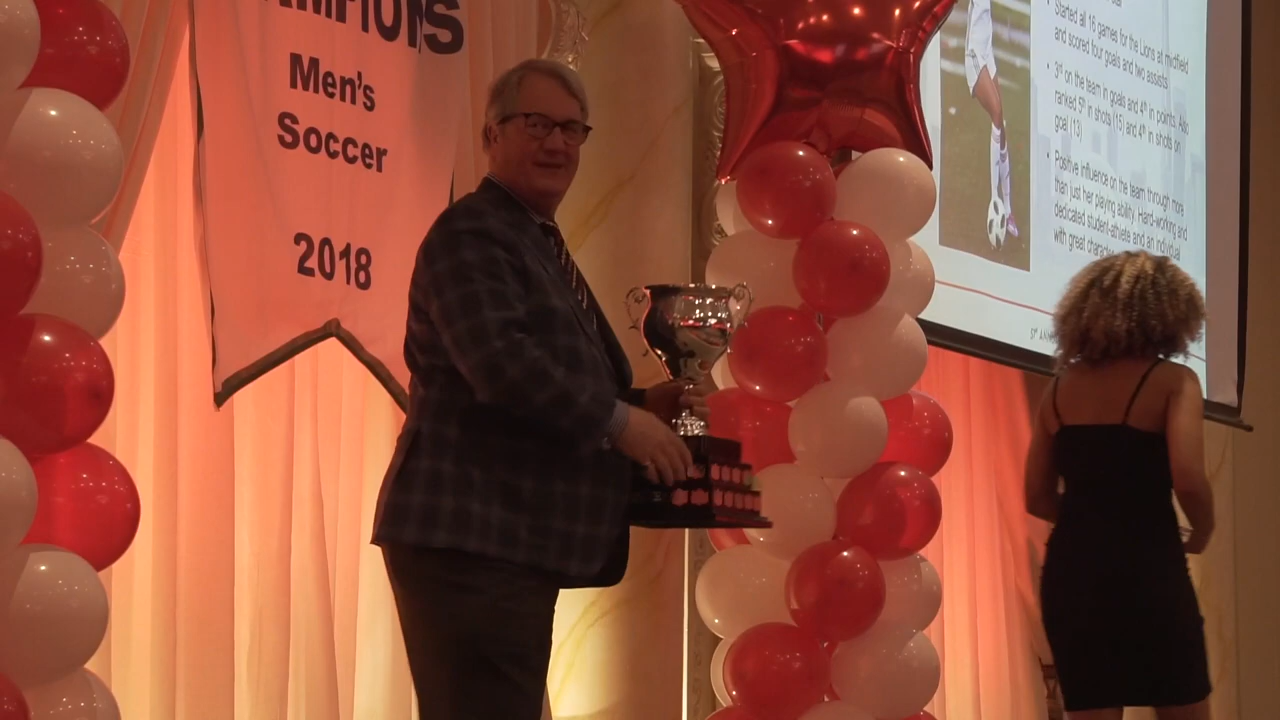 Men's
Soccer
2018
Started all 16 games for the Lions at midfield
and scored four goals and two assists
3rd on the team in goals and 4th in points. Also
ranked 5th in shots (15) and 4th in shots on
goal (13)
Positive influence on the team through more
than just her playing ability. Hard-working and
dedicated student-athlete and an individual
with great